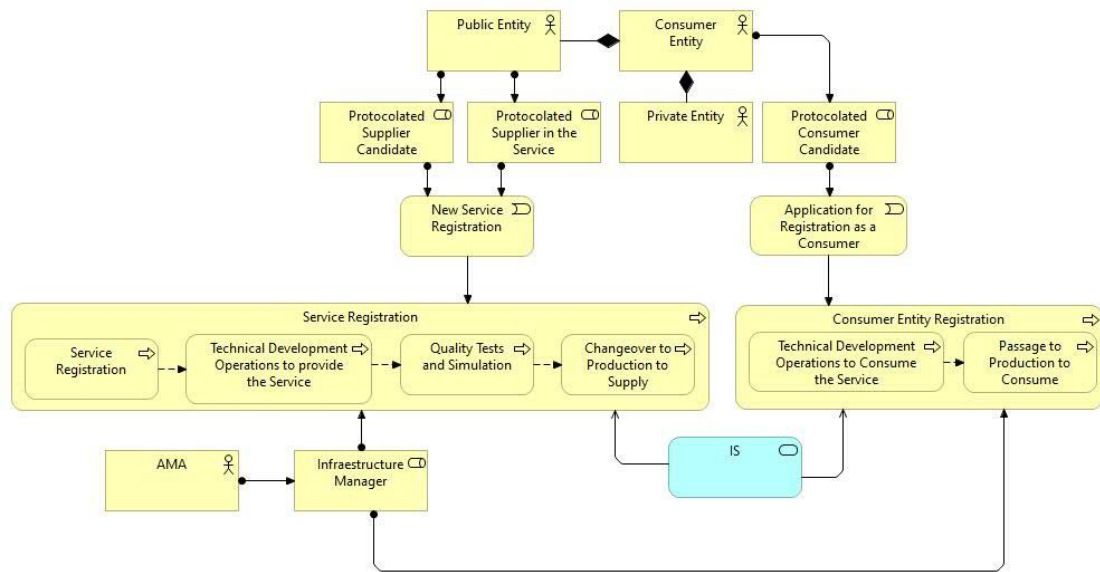 Public Entity
Consumer
Entity
Protocolated
Supplier
Candidate
Protocolated
Supplier in the
Service
Private Entity
Protocolated
Consumer
Candidate
New Service
Registration
Application for
Registration as a
Consumer
Service Registration
Service
Registration
Technical Development
Operations to provide
the Service
Quality Tests
and Simulation
Changeover to
Production to
Supply
Consumer Entity Registration
Technical Development
Operations to Consume
the Service
Passage to
Production to
Consume
AMA
Infraestructure
Manager
IS